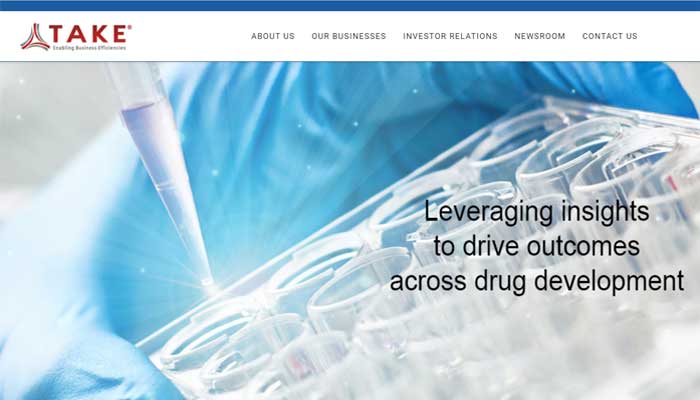 TAKE®
Enabling Business Efficiencies
ABOUT US
OUR BUSINESSES
INVESTOR RELATIONS
NEWSROOM
CONTACT US
Leveraging insights
to drive outcomes
across drug development